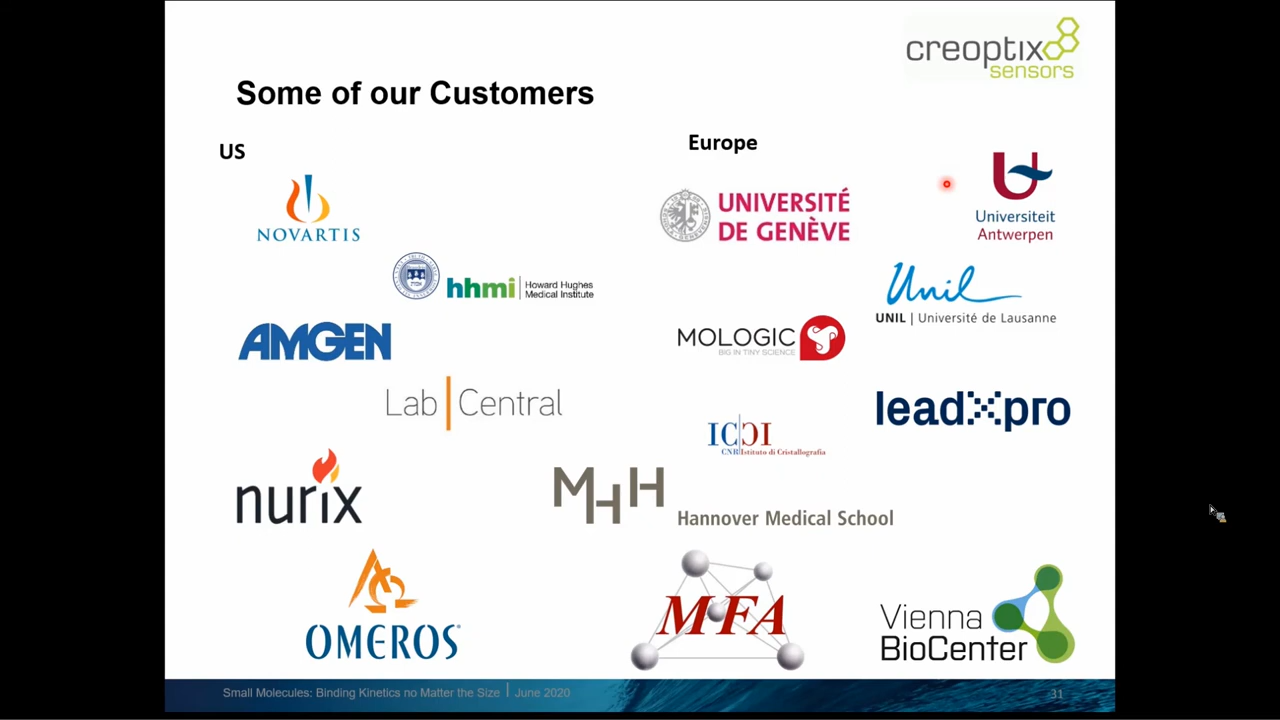 creoptix
sensors
Some of our Customers
US
Europe
NOVARTIS
UNIVERSITÉ
DE GENÈVE
Universiteit
Antwerpen
hhmi
Howard Hughes
Medical Institute
Unil
UNIL | Université de Lausanne
AMGEN
MOLOGIC
BIG IN TINY SCIENCE
Lab Central
leadXpro
CNR Istituto di Cristallografia
nurix
MHH
Hannover Medical School
OMEROS®
MFA
Vienna
BioCenter
Small Molecules: Binding Kinetics no Matter the Size | June 2020
31